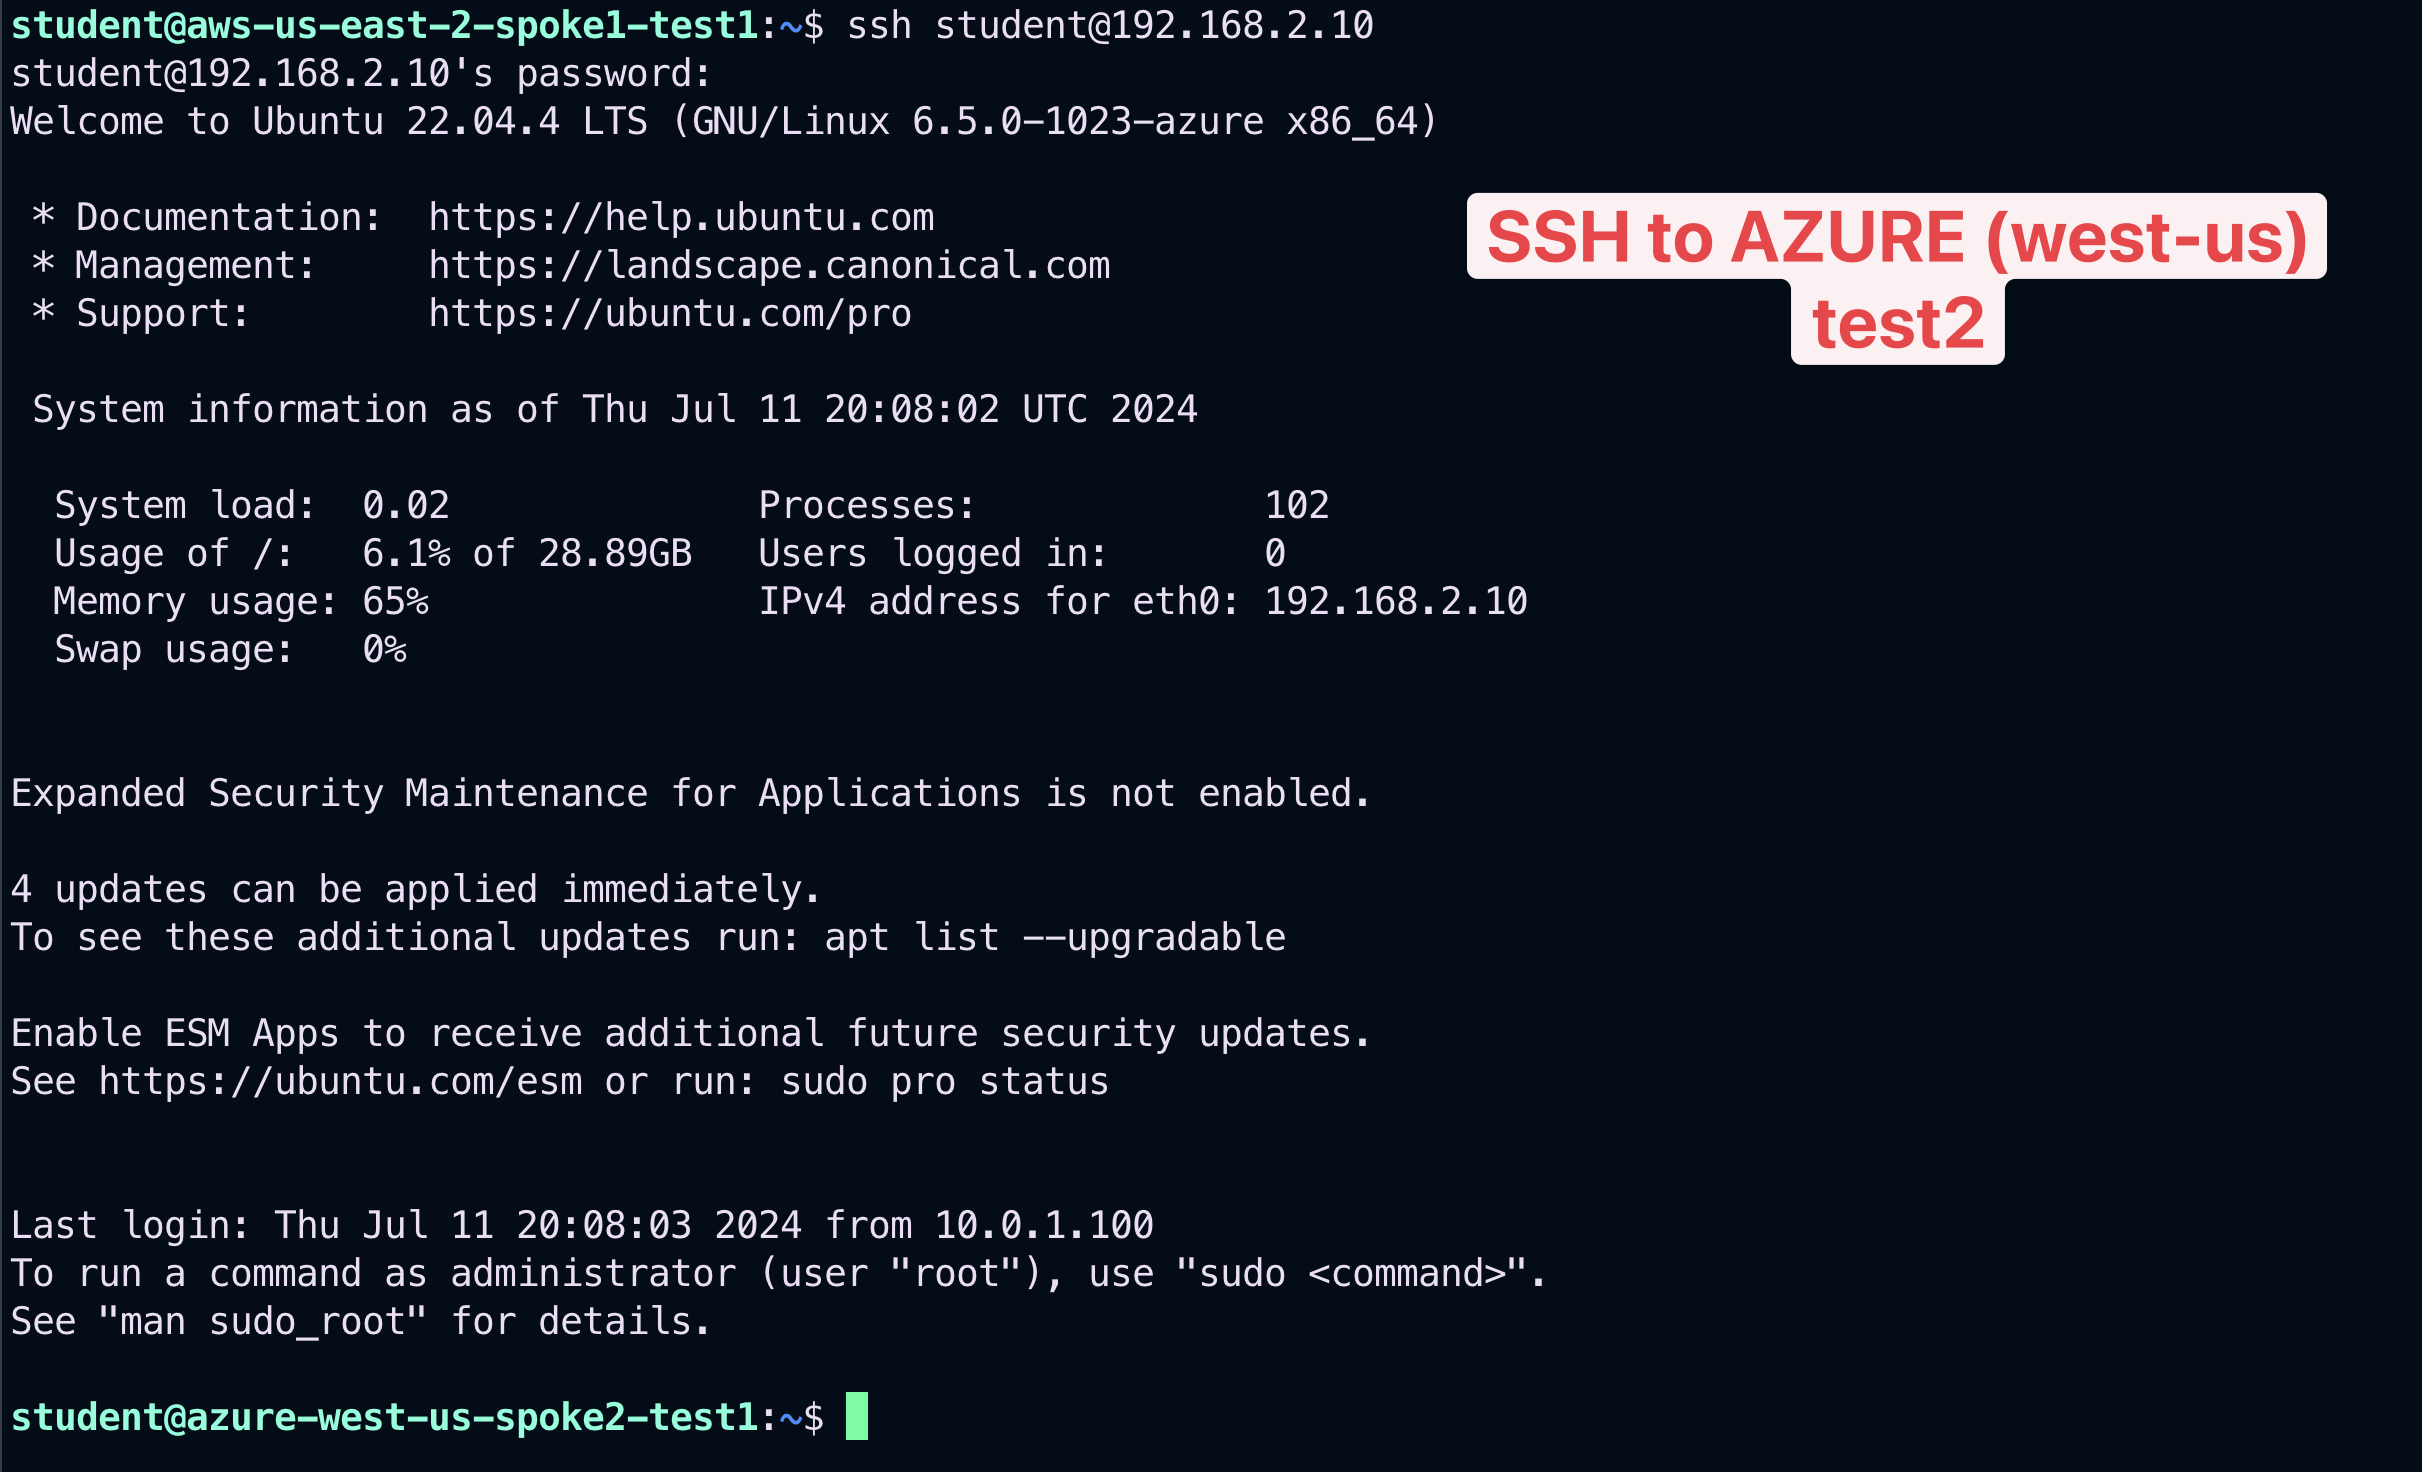 student@aws-us-east-2-spoke1-test1:~$ ssh student@192.168.2.10
student@192.168.2.10's password:
Welcome to Ubuntu 22.04.4 LTS (GNU/Linux 6.5.0-1023-azure x86_64)
* Documentation:  https://help.ubuntu.com
* Management:     https://landscape.canonical.com
* Support:        https://ubuntu.com/pro
SSH to AZURE (west-us)
test2
System information as of Thu Jul 11 20:08:02 UTC 2024
System load:  0.02              Processes:             102
Usage of /:   6.1% of 28.89GB   Users logged in:       0
Memory usage: 65%               IPv4 address for eth0: 192.168.2.10
Swap usage:   0%
Expanded Security Maintenance for Applications is not enabled.
4 updates can be applied immediately.
To see these additional updates run: apt list --upgradable
Enable ESM Apps to receive additional future security updates.
See https://ubuntu.com/esm or run: sudo pro status
Last login: Thu Jul 11 20:08:03 2024 from 10.0.1.100
To run a command as administrator (user "root"), use "sudo <command>".
See "man sudo_root" for details.
student@azure-west-us-spoke2-test1:~$